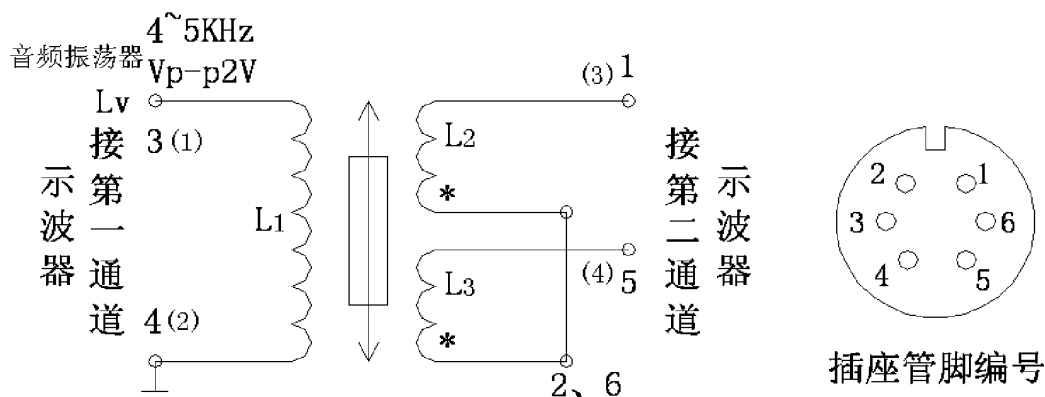 音频振荡器
4~5KHz
Vp-p2V
Lv
3(1)
4(2)
示波器
接第一通道
L1
L2
*
L3
*
(3)1
(4)5
2、6
接第二通道
示波器
2
1
3
6
4
5
插座管脚编号